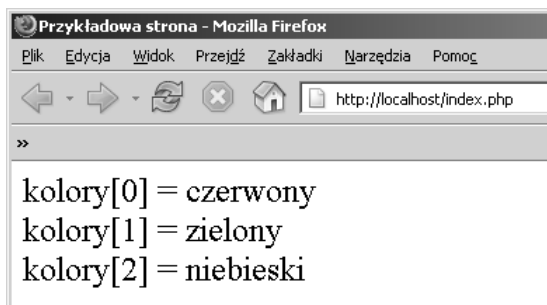 Przykładowa strona - Mozilla Firefox
Plik Edycja Widok Przejdź Zakładki Narzędzia Pomoc
http://localhost/index.php
»
kolory[0] = czerwony
kolory[1] = zielony
kolory[2] = niebieski